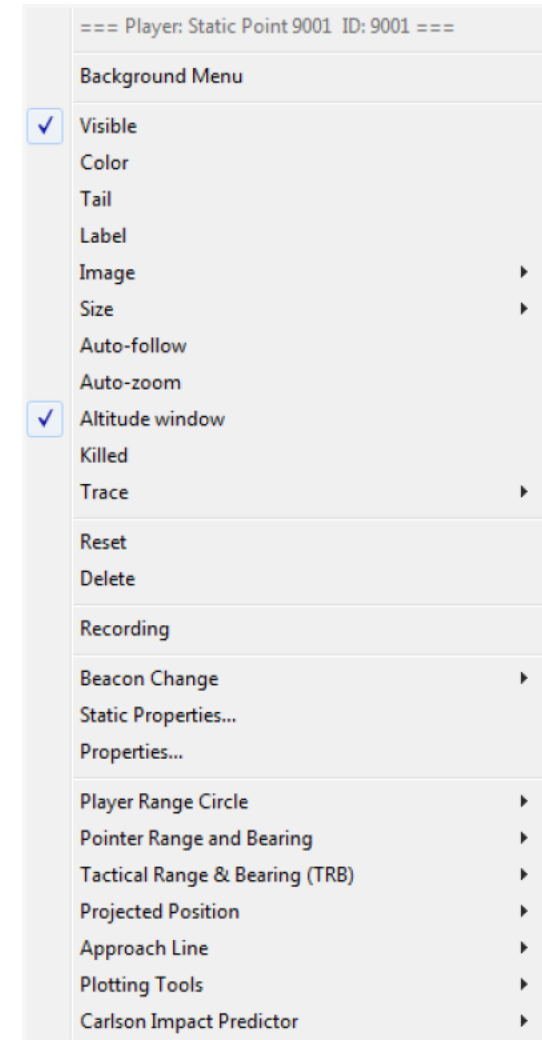 === Player: Static Point 9001 ID: 9001 ===
Background Menu
Visible
Color
Tail
Label
Image
Size
Auto-follow
Auto-zoom
Altitude window
Killed
Trace
Reset
Delete
Recording
Beacon Change
Static Properties...
Properties...
Player Range Circle
Pointer Range and Bearing
Tactical Range & Bearing (TRB)
Projected Position
Approach Line
Plotting Tools
Carlson Impact Predictor